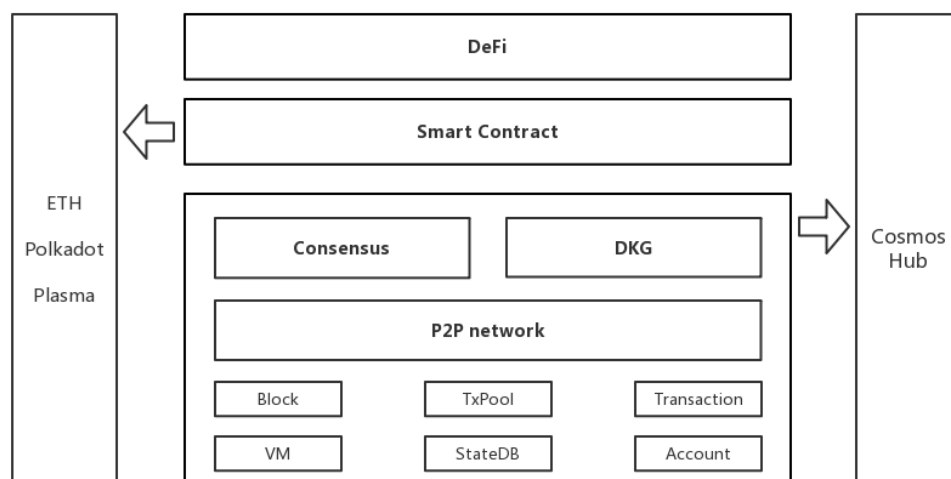 DeFi
Smart Contract
ETH
Polkadot
Plasma
Consensus
DKG
P2P network
Block
TxPool
Transaction
VM
StateDB
Account
Cosmos
Hub